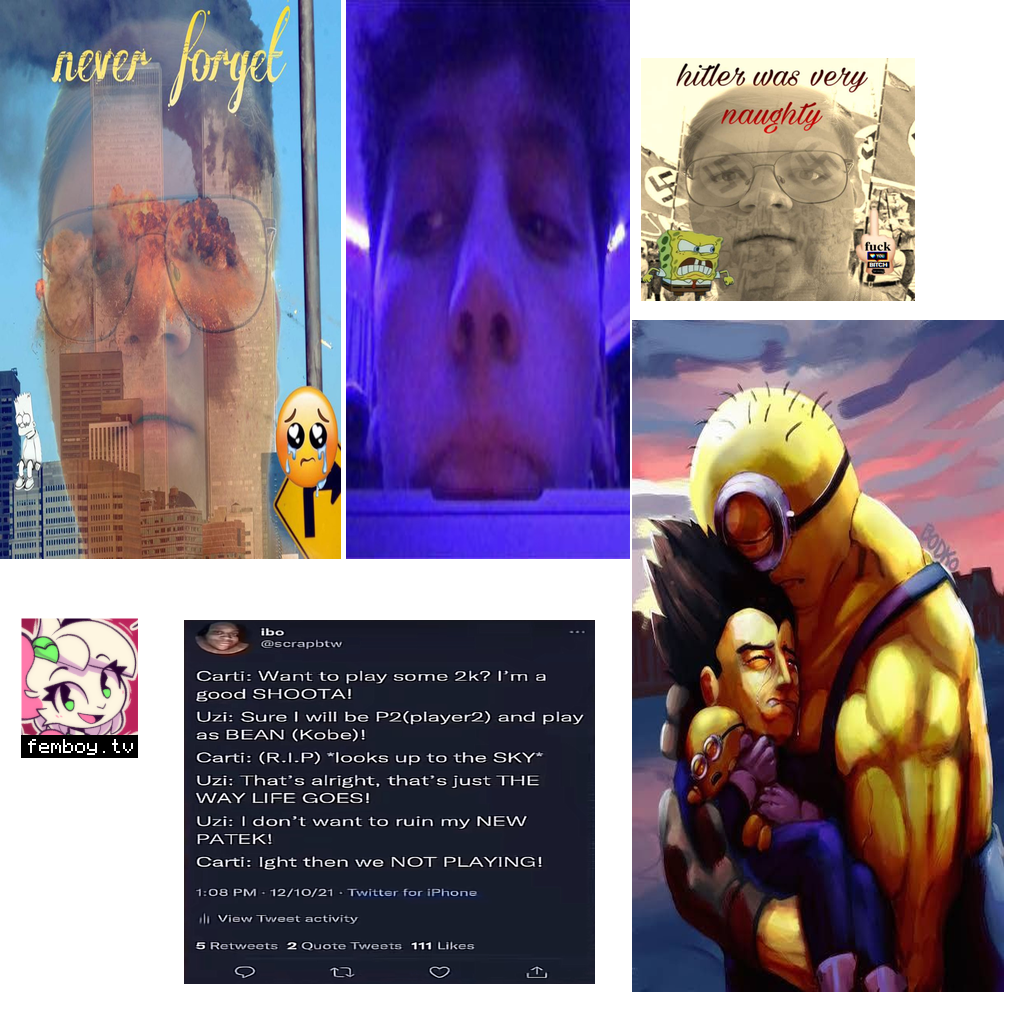 never forget
hitler was very
naughty
fuck
YOU
BITCH
BODKO
femboy.tv
ibo
@scrapbtw
Carti: Want to play some 2k? I'm a
good SHOOTA!
Uzi: Sure I will be P2(player2) and play
as BEAN (Kobe)!
Carti: (R.I.P) *looks up to the SKY*
Uzi: That's alright, that's just THE
WAY LIFE GOES!
Uzi: I don't want to ruin my NEW
PATEK!
Carti: Ight then we NOT PLAYING!
1:08 PM · 12/10/21 · Twitter for iPhone
View Tweet activity
5 Retweets 2 Quote Tweets 111 Likes